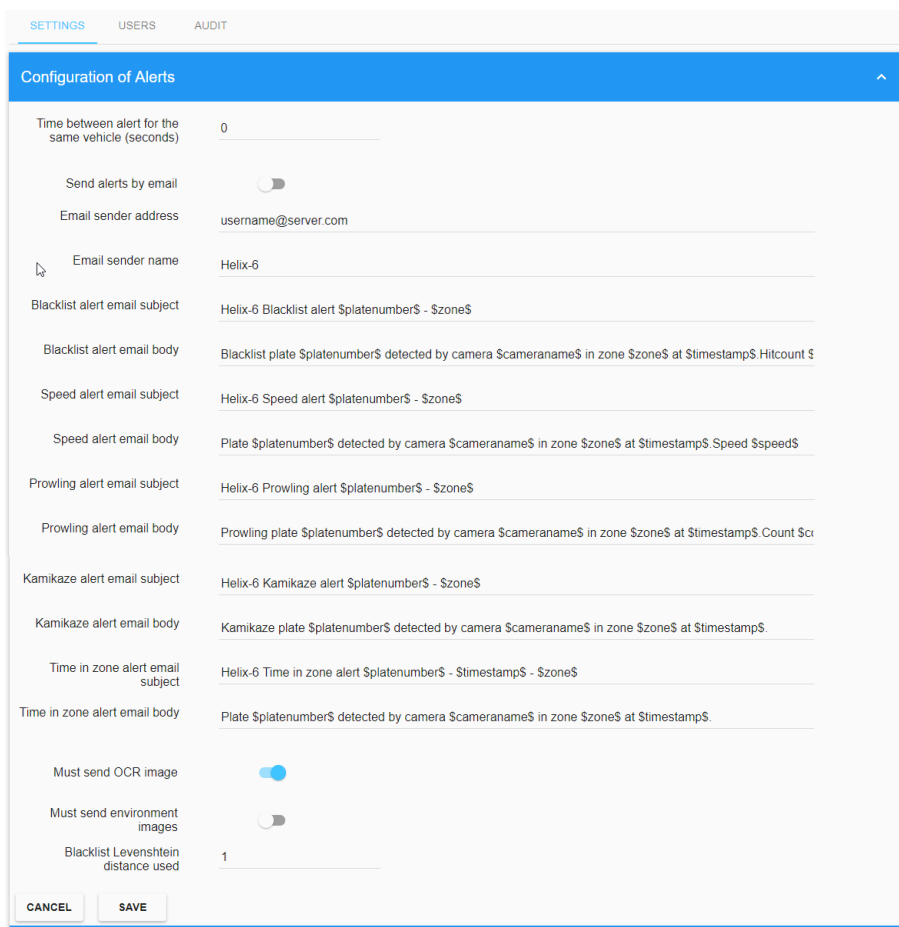 SETTINGS USERS AUDIT
Configuration of Alerts
Time between alert for the
same vehicle (seconds)
0
Send alerts by email
Email sender address
username@server.com
Email sender name
Helix-6
Blacklist alert email subject
Helix-6 Blacklist alert $platenumber$ - $zone$
Blacklist alert email body
Blacklist plate $platenumber$ detected by camera $cameraname$ in zone $zone$ at $timestamp$.Hitcount $
Speed alert email subject
Helix-6 Speed alert $platenumber$ - $zone$
Speed alert email body
Plate $platenumber$ detected by camera $cameraname$ in zone $zone$ at $timestamp$.Speed $speed$
Prowling alert email subject
Helix-6 Prowling alert $platenumber$ - $zone$
Prowling alert email body
Prowling plate $platenumber$ detected by camera $cameraname$ in zone $zone$ at $timestamp$.Count $co
Kamikaze alert email subject
Helix-6 Kamikaze alert $platenumber$ - $zone$
Kamikaze alert email body
Kamikaze plate $platenumber$ detected by camera $cameraname$ in zone $zone$ at $timestamp$.
Time in zone alert email
subject
Helix-6 Time in zone alert $platenumber$ - $timestamp$ - $zone$
Time in zone alert email body
Plate $platenumber$ detected by camera $cameraname$ in zone $zone$ at $timestamp$.
Must send OCR image
Must send environment
images
Blacklist Levenshtein
distance used
1
CANCEL SAVE